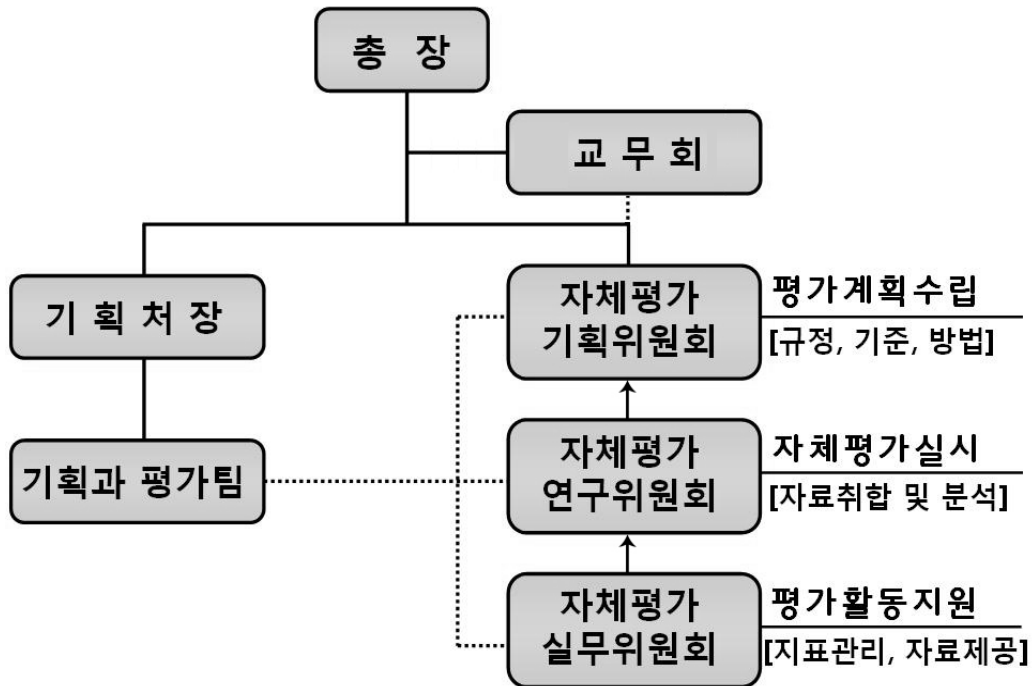 총 장
교 무 회
기 획 처 장
자체평가
기획위원회
평가계획수립
[규정, 기준, 방법]
기획과 평가팀
자체평가
연구위원회
자체평가실시
[자료취합 및 분석]
자체평가
실무위원회
평가활동지원
[지표관리, 자료제공]